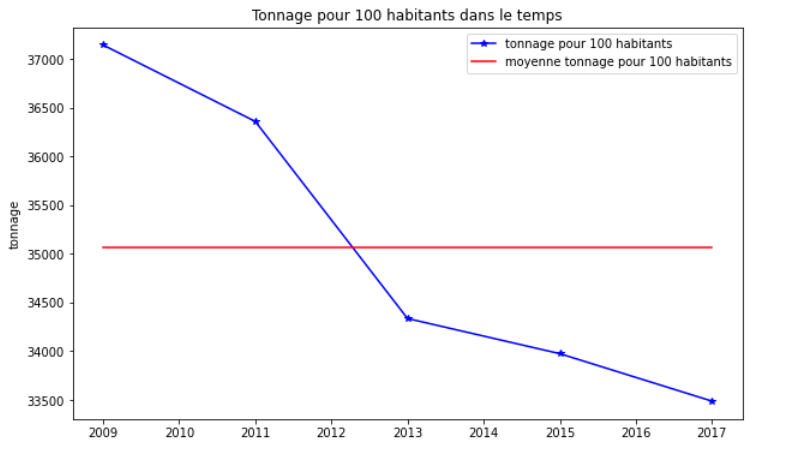 Tonnage pour 100 habitants dans le temps
tonnage pour 100 habitants
moyenne tonnage pour 100 habitants
37000
36500
36000
35500
35000
34500
34000
33500
tonnage
2009 2010 2011 2012 2013 2014 2015 2016 2017